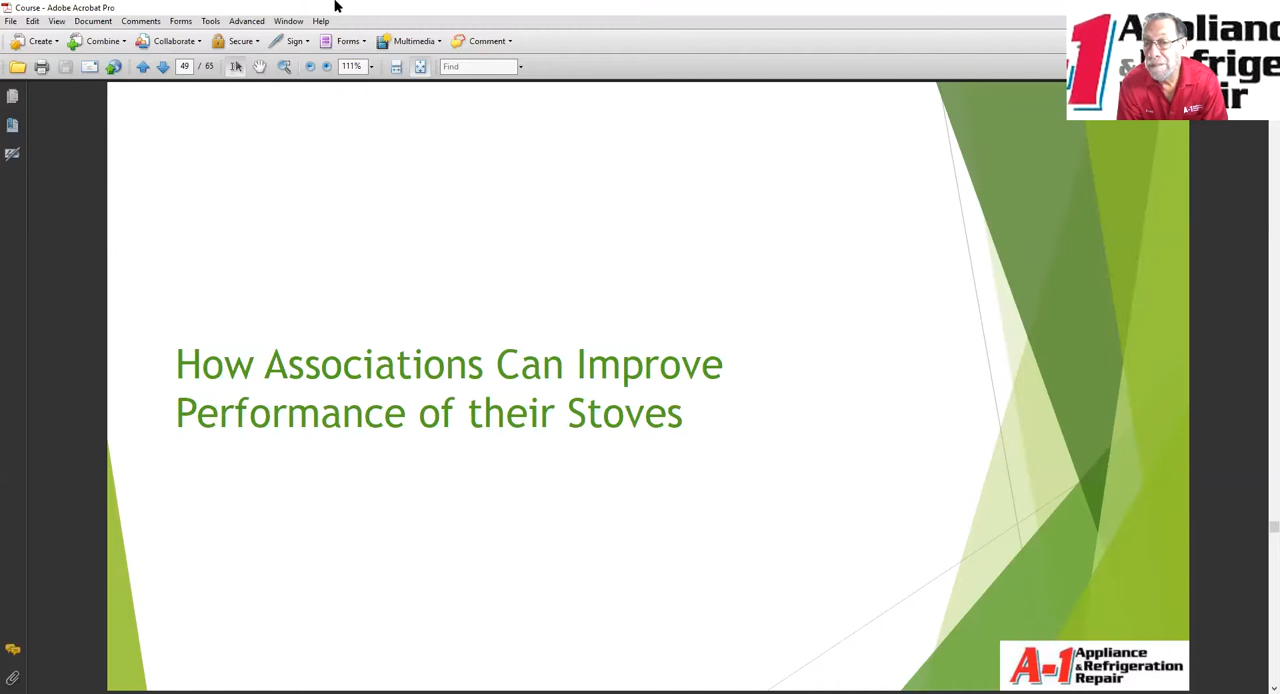 Course - Adobe Acrobat Pro
File Edit View Document Comments Forms Tools Advanced Window Help
Create Combine Collaborate Secure Sign Forms Multimedia Comment
49 / 65 111% Find
1
& Repair
How Associations Can Improve
Performance of their Stoves
A-1 Appliance
& Refrigeration
Repair